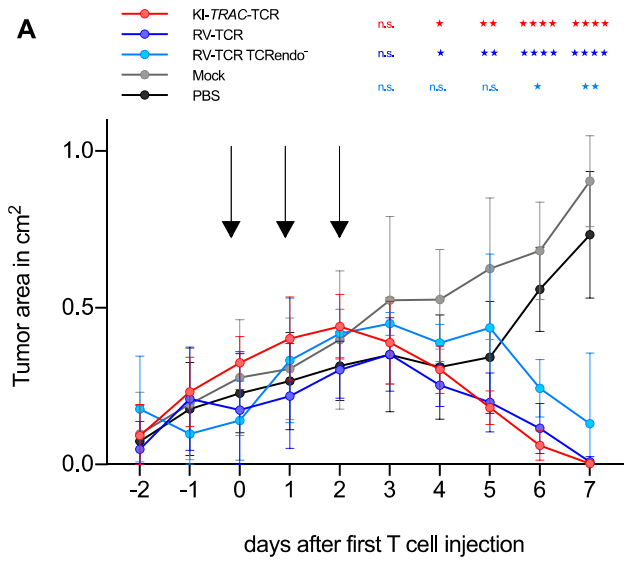 A
KI-TRAC-TCR n.s. ★ ★★ ★★★★ ★★★★
RV-TCR n.s. ★ ★★ ★★★★ ★★★★
RV-TCR TCRendo⁻
Mock
PBS n.s. n.s. n.s. ★ ★★
1.0
0.5
0.0
Tumor area in cm²
-2 -1 0 1 2 3 4 5 6 7
days after first T cell injection